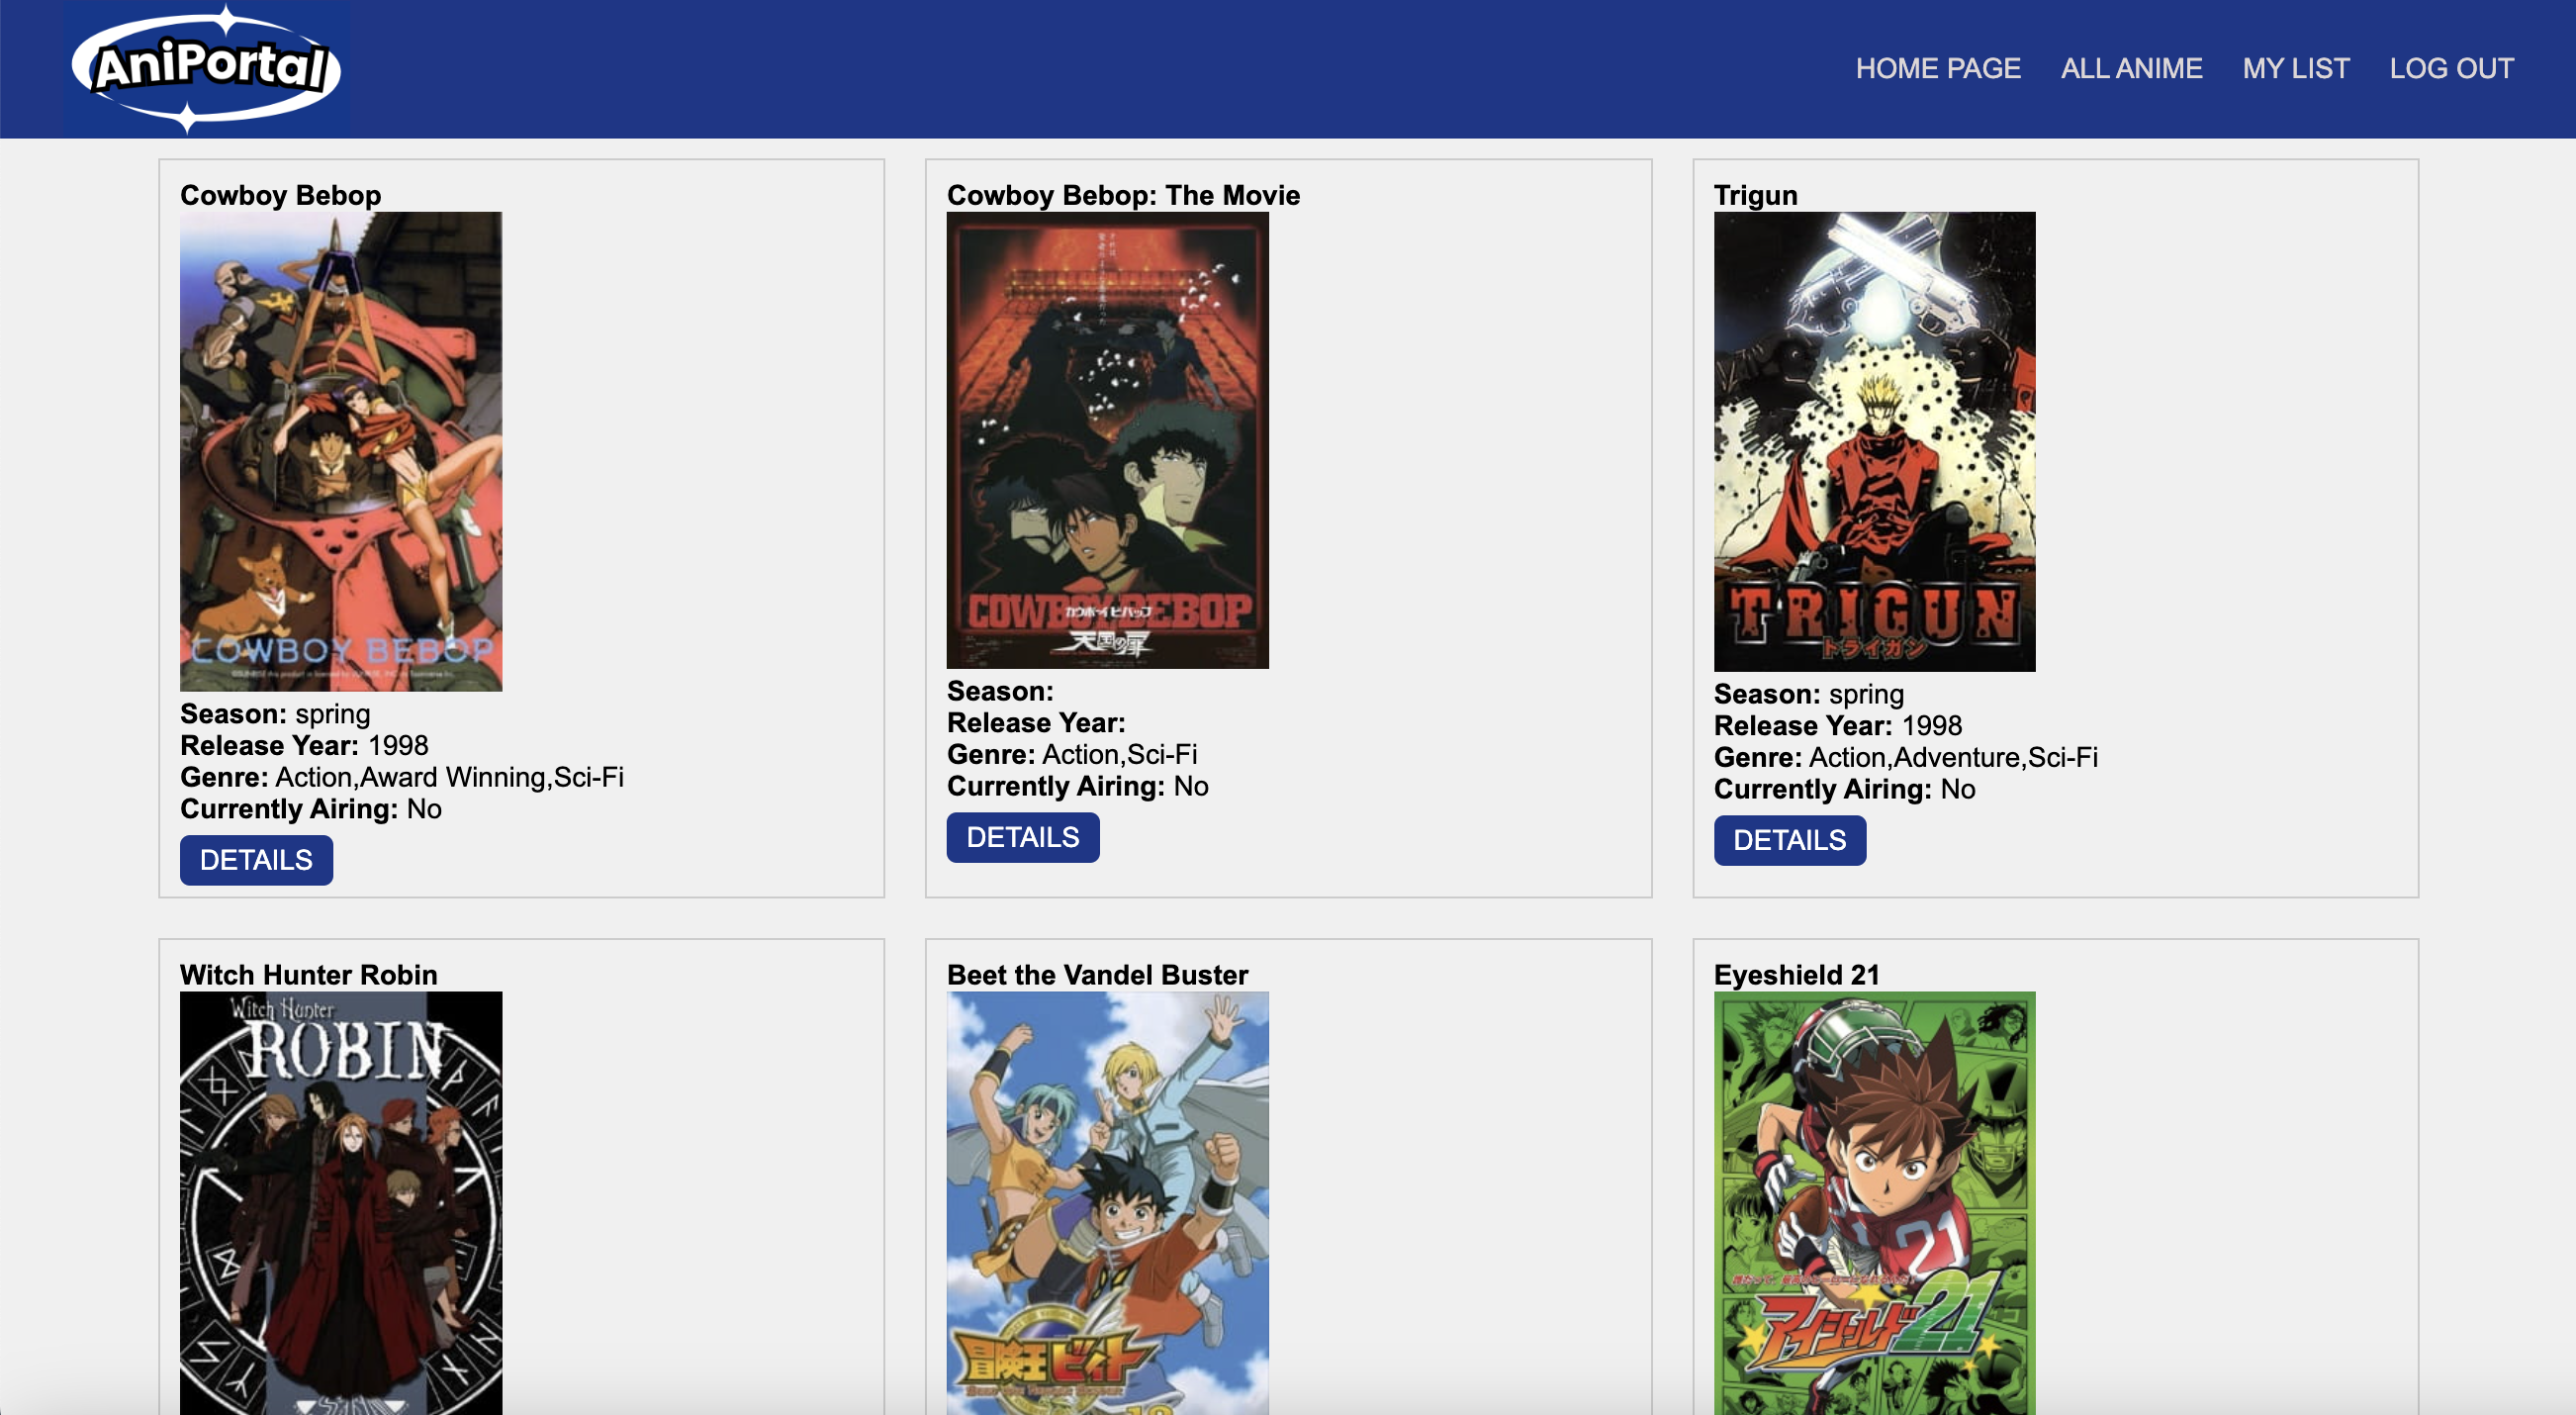 AniPortal
HOME PAGE
ALL ANIME
MY LIST
LOG OUT
Cowboy Bebop
COWBOY BEBOP
Season: spring
Release Year: 1998
Genre: Action,Award Winning,Sci-Fi
Currently Airing: No
DETAILS
Cowboy Bebop: The Movie
COWBOY BEBOP
カウボーイビバップ
天国の扉
Season:
Release Year:
Genre: Action,Sci-Fi
Currently Airing: No
DETAILS
Trigun
TRIGUN
トライガン
Season: spring
Release Year: 1998
Genre: Action,Adventure,Sci-Fi
Currently Airing: No
DETAILS
Witch Hunter Robin
Witch Hunter
ROBIN
Beet the Vandel Buster
冒険王ビィト
Eyeshield 21
21
アイシールド21